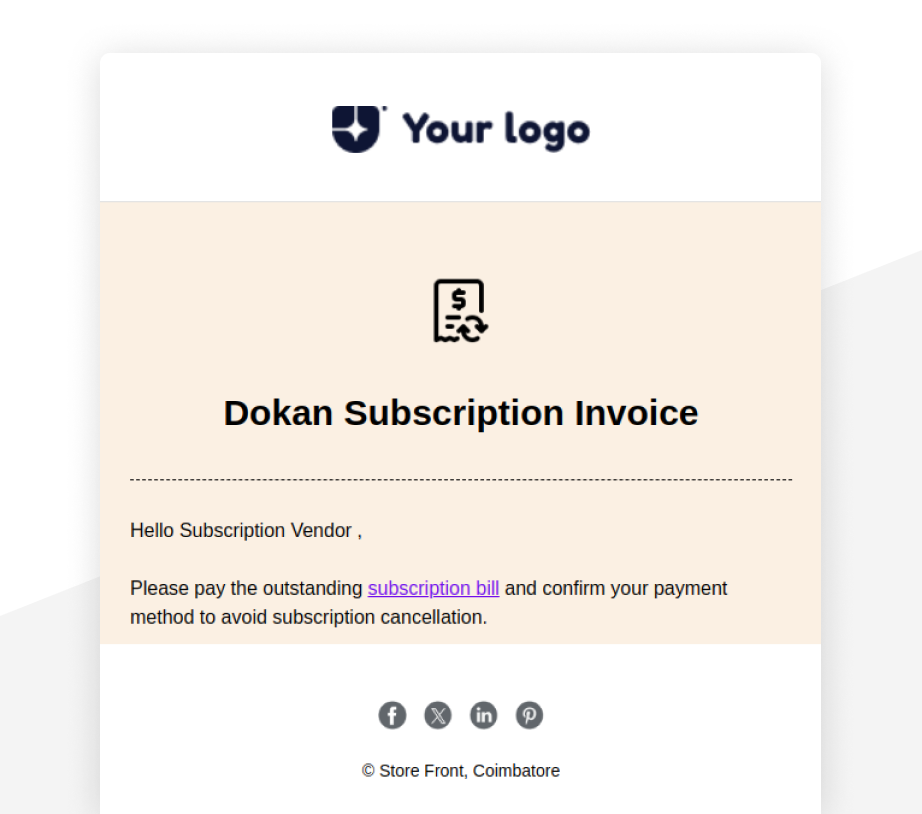 Your logo
$
Dokan Subscription Invoice
Hello Subscription Vendor ,
Please pay the outstanding subscription bill and confirm your payment
method to avoid subscription cancellation.
© Store Front, Coimbatore